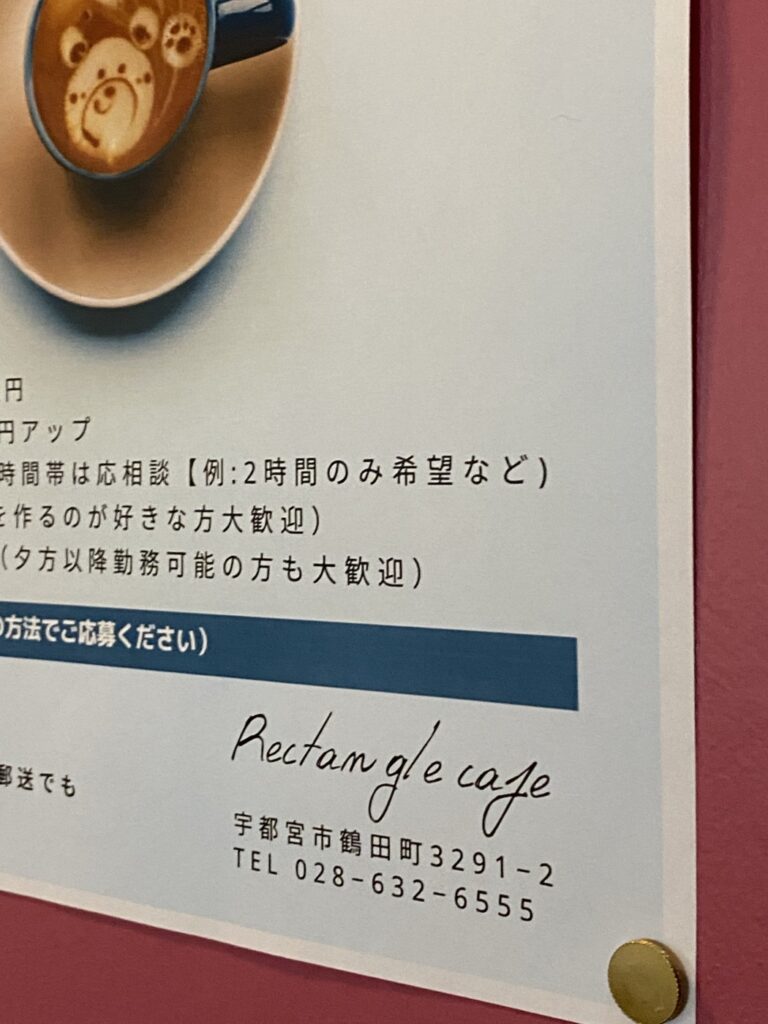 円
円アップ
時間帯は応相談【例:2時間のみ希望など)
を作るのが好きな方大歓迎)
(夕方以降勤務可能の方も大歓迎)
の方法でご応募ください)
郵送でも
Rectangle cafe
宇都宮市鶴田町3291-2
TEL 028-632-6555